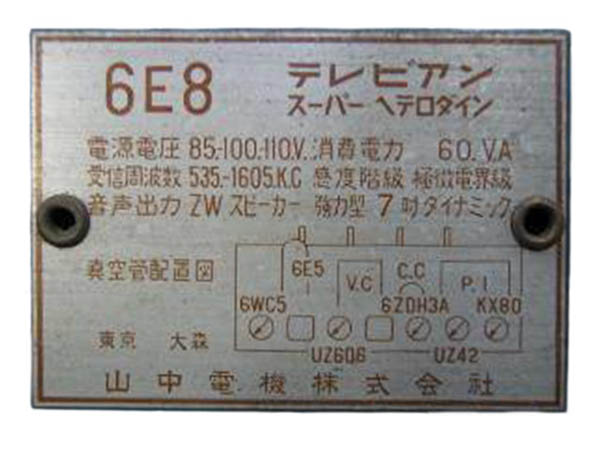 6E8 テレビアン
スーパー ヘテロダイン
電源電圧 85.-100.-110.V. 消費電力 60.V.A
受信周波数 535.-1605.K.C 感度階級 極微電界級
音声出力 2W スピーカー 強力型 7吋ダイナミック
真空管配置図
6E5
V.C
C.C
P.I
6WC5
6ZDH3A
KX80
UZ6D6
UZ42
東京 大森
山中電機株式会社